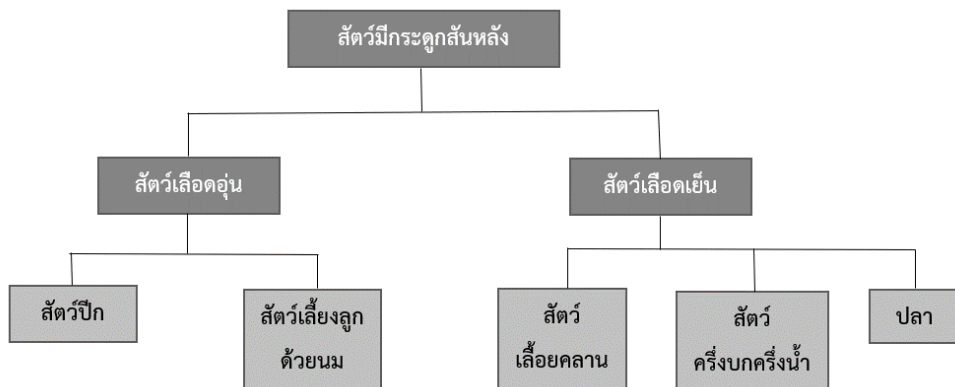 สัตว์มีกระดูกสันหลัง
สัตว์เลือดอุ่น
สัตว์เลือดเย็น
สัตว์ปีก
สัตว์เลี้ยงลูก
ด้วยนม
สัตว์
เลื้อยคลาน
สัตว์
ครึ่งบกครึ่งน้ำ
ปลา